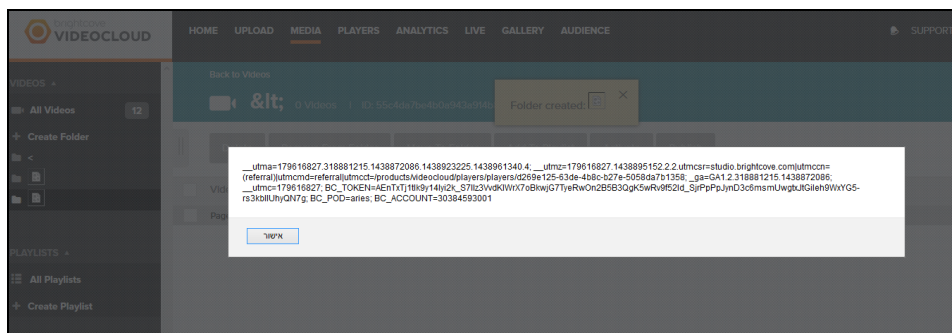 brightcove
VIDEOCLOUD
HOME UPLOAD MEDIA PLAYERS ANALYTICS LIVE GALLERY AUDIENCE
SUPPORT
Back to Videos
&lt;
0 Videos
Folder created:
VIDEOS
All Videos 12
Create Folder
<
__utma=179616827.318881215.1438872086.1438923225.1438961340.4; __utmz=179616827.1438895152.2.2.utmcsr=studio.brightcove.com|utmccn=
(referral)|utmcmd=referral|utmcct=/products/videocloud/players/players/d269e125-63de-4b8c-b27e-5058da7b1358; _ga=GA1.2.318881215.1438872086;
__utmc=179616827; BC_POD=aries; BC_ACCOUNT=30384593001
אישור
PLAYLISTS
All Playlists
Create Playlist